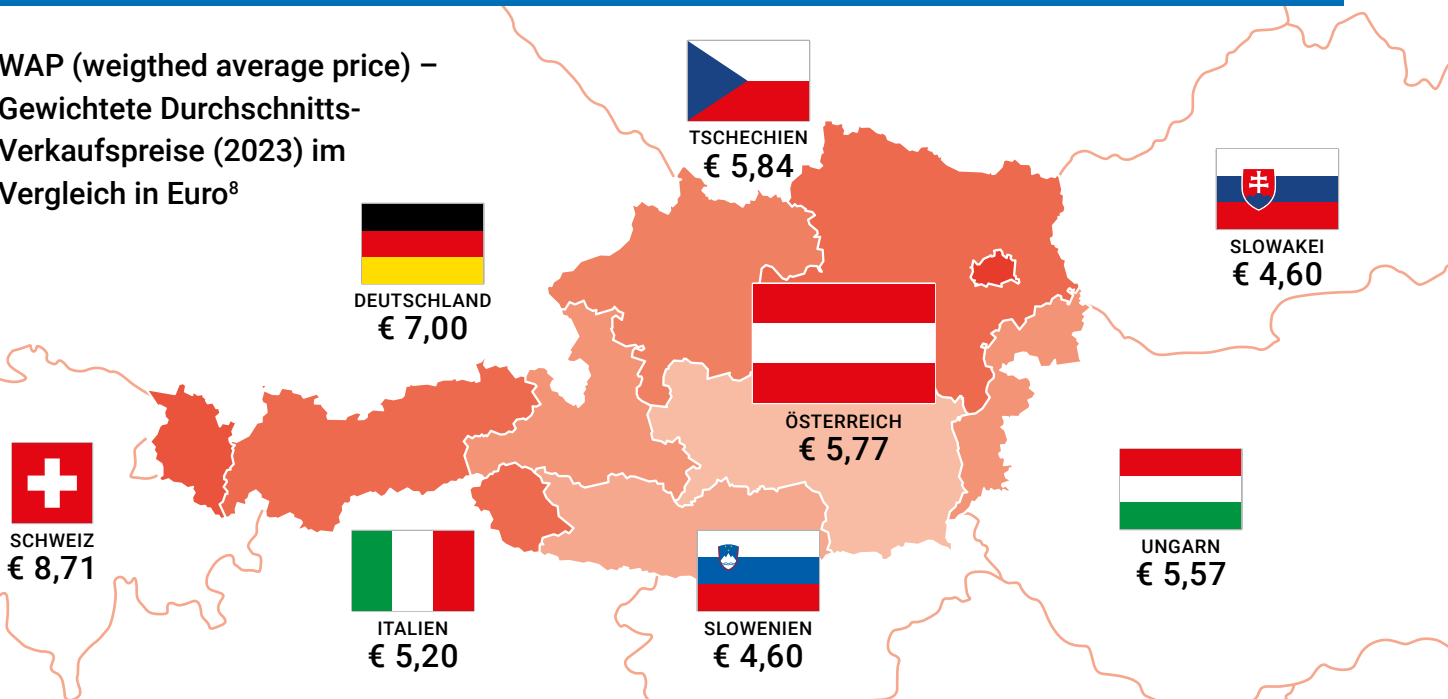 WAP (weigthed average price) –
Gewichtete Durchschnitts-
Verkaufspreise (2023) im
Vergleich in Euro⁸
TSCHECHIEN
€ 5,84
SLOWAKEI
€ 4,60
DEUTSCHLAND
€ 7,00
ÖSTERREICH
€ 5,77
SCHWEIZ
€ 8,71
UNGARN
€ 5,57
ITALIEN
€ 5,20
SLOWENIEN
€ 4,60